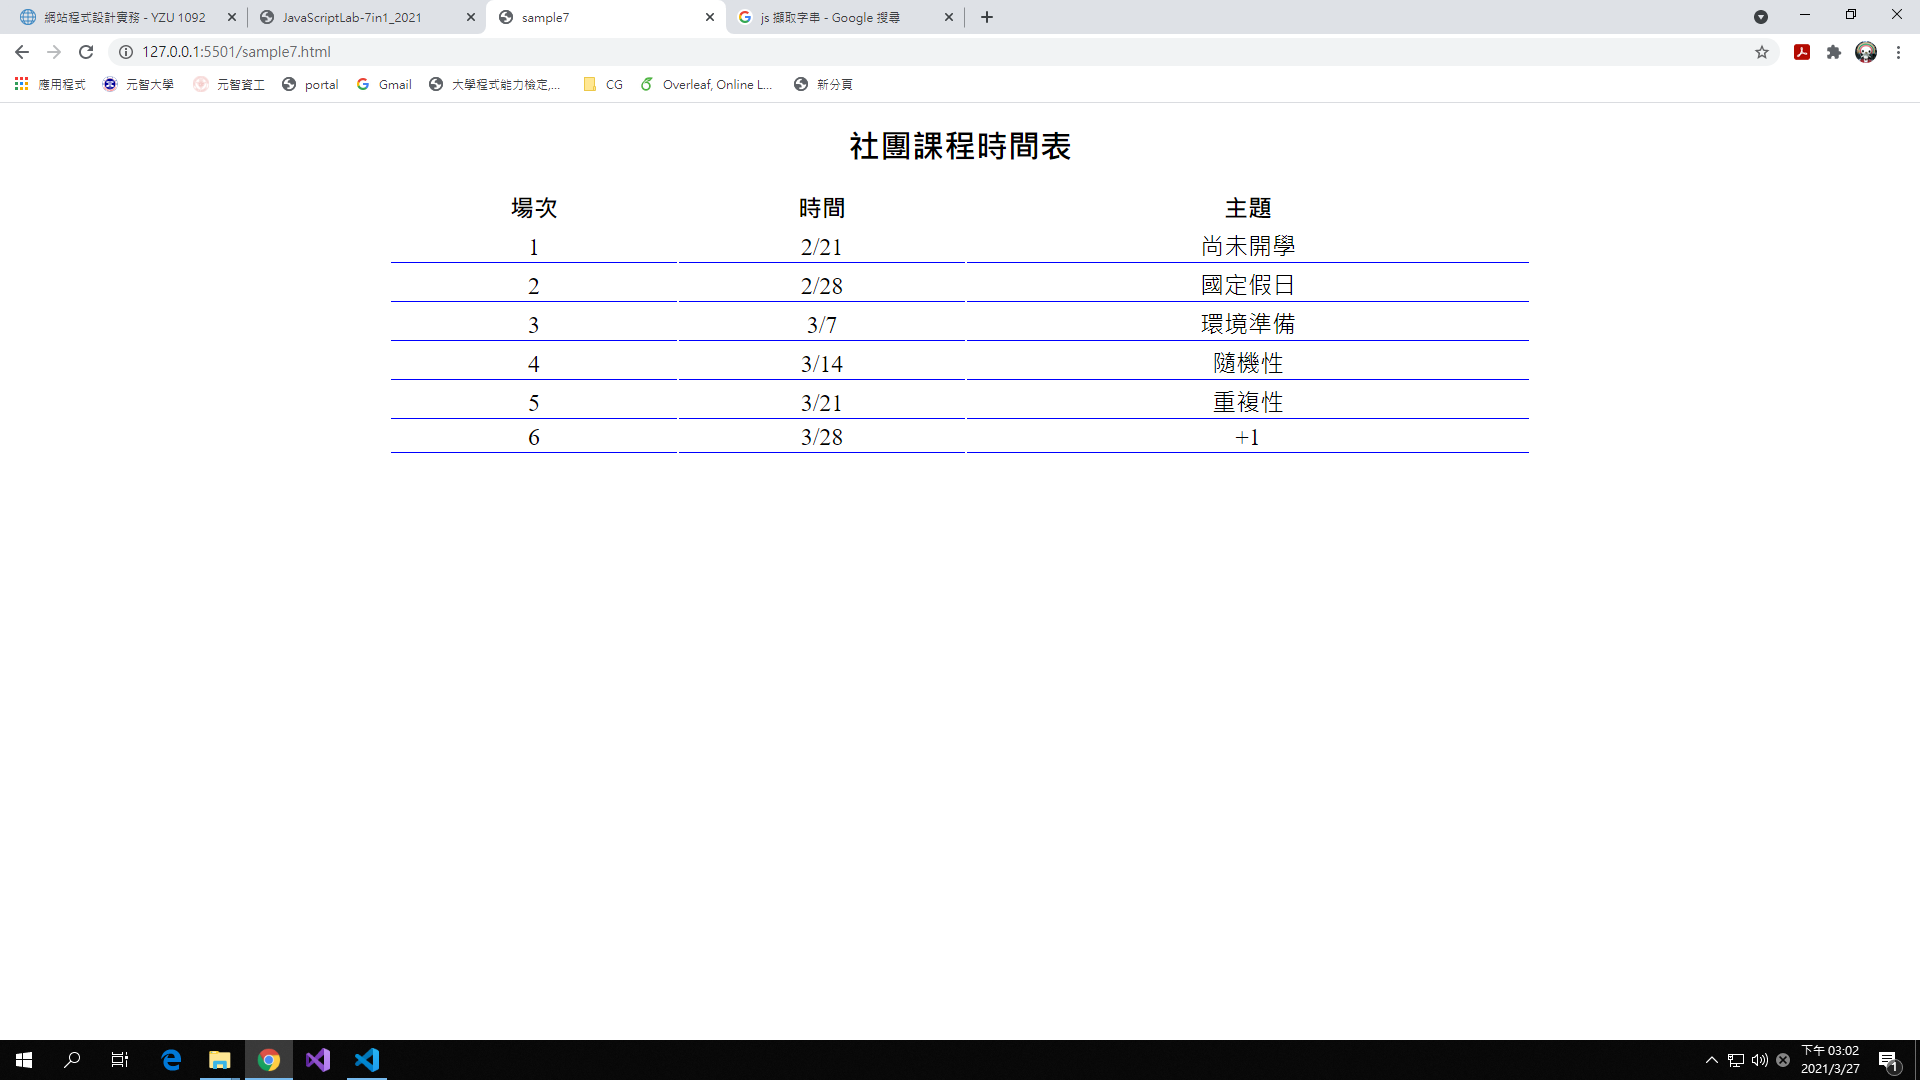 網站程式設計實務 - YZU 1092
JavaScriptLab-7in1_2021
sample7
js 擷取字串 - Google 搜尋
127.0.0.1:5501/sample7.html
應用程式 元智大學 元智資工 portal Gmail 大學程式能力檢定,... CG Overleaf, Online L... 新分頁
社團課程時間表
場次 時間 主題
1 2/21 尚未開學
2 2/28 國定假日
3 3/7 環境準備
4 3/14 隨機性
5 3/21 重複性
6 3/28 +1
下午 03:02
2021/3/27
1